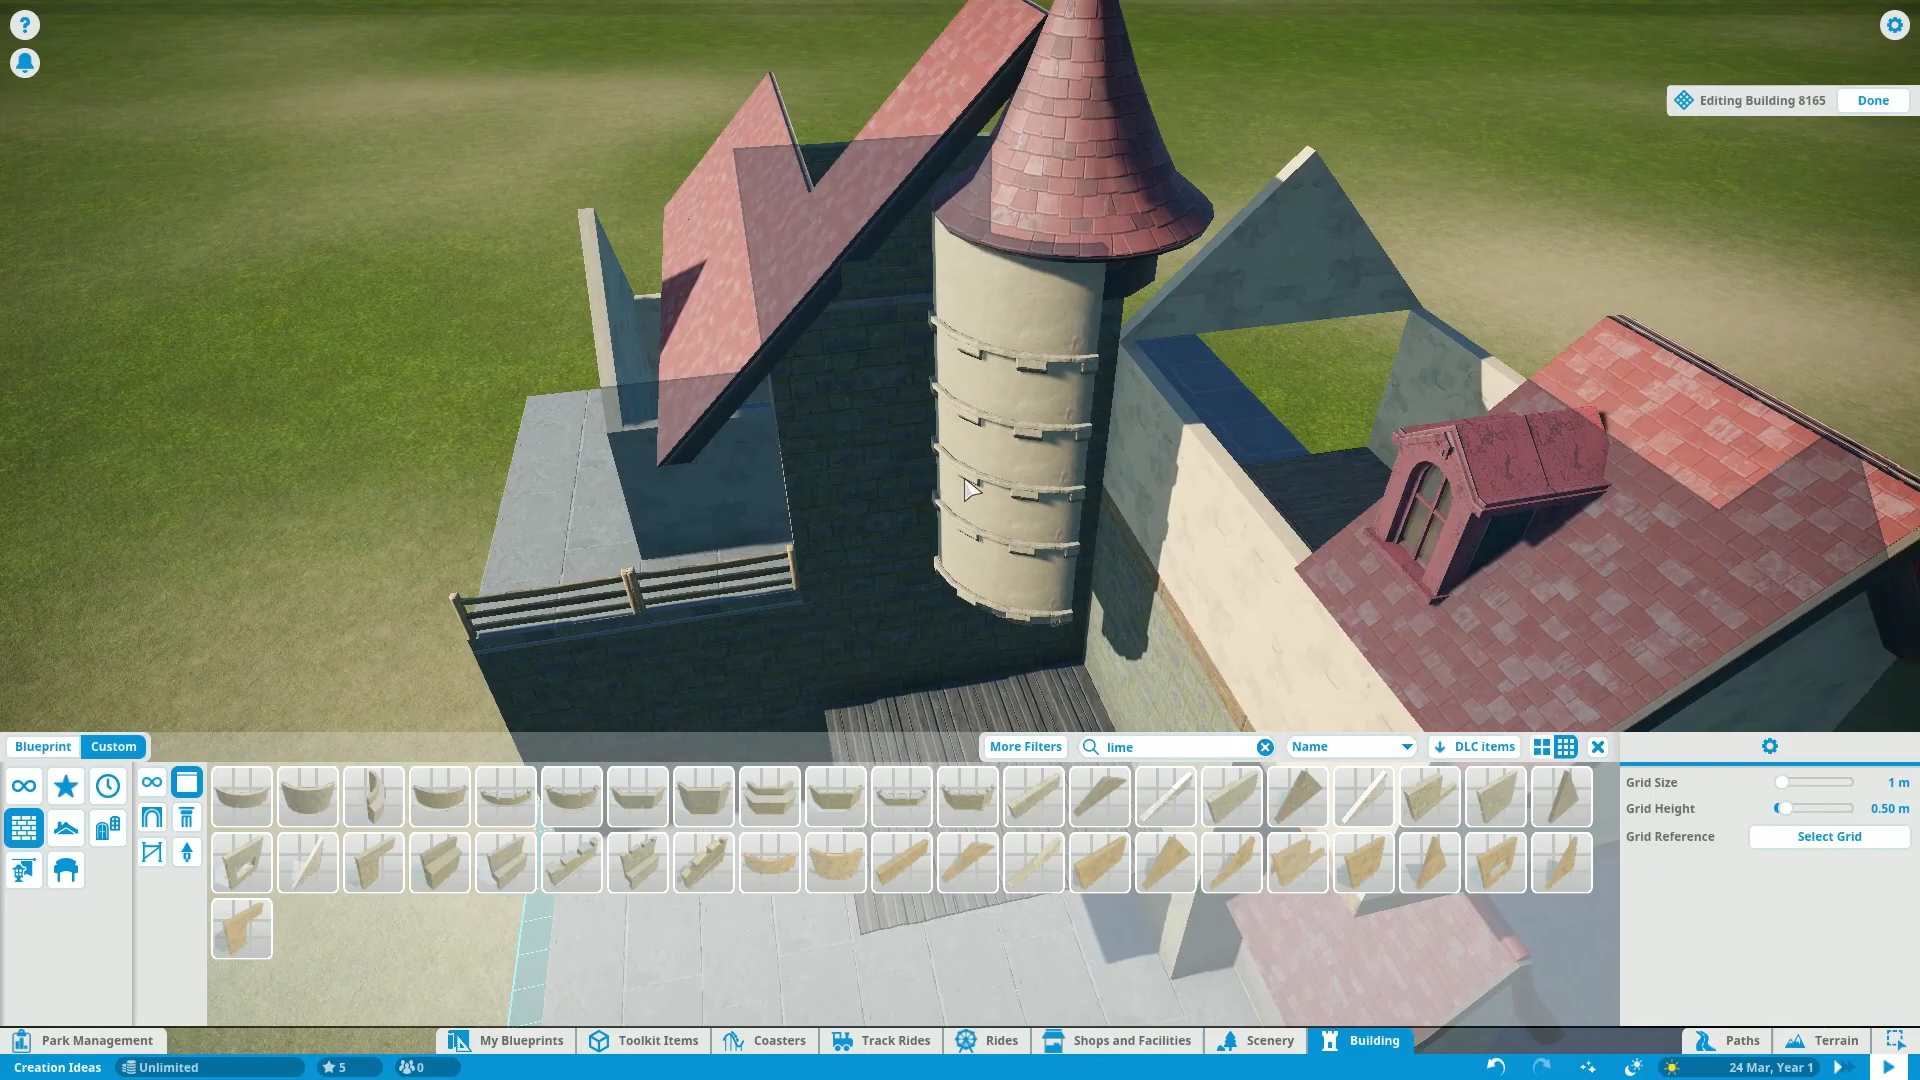 ?
Editing Building 8165 Done
Blueprint Custom
More Filters lime Name DLC items
Grid Size 1 m
Grid Height 0.50 m
Grid Reference Select Grid
Park Management My Blueprints Toolkit Items Coasters Track Rides Rides Shops and Facilities Scenery Building Paths Terrain
Creation Ideas Unlimited 5 0 24 Mar, Year 1